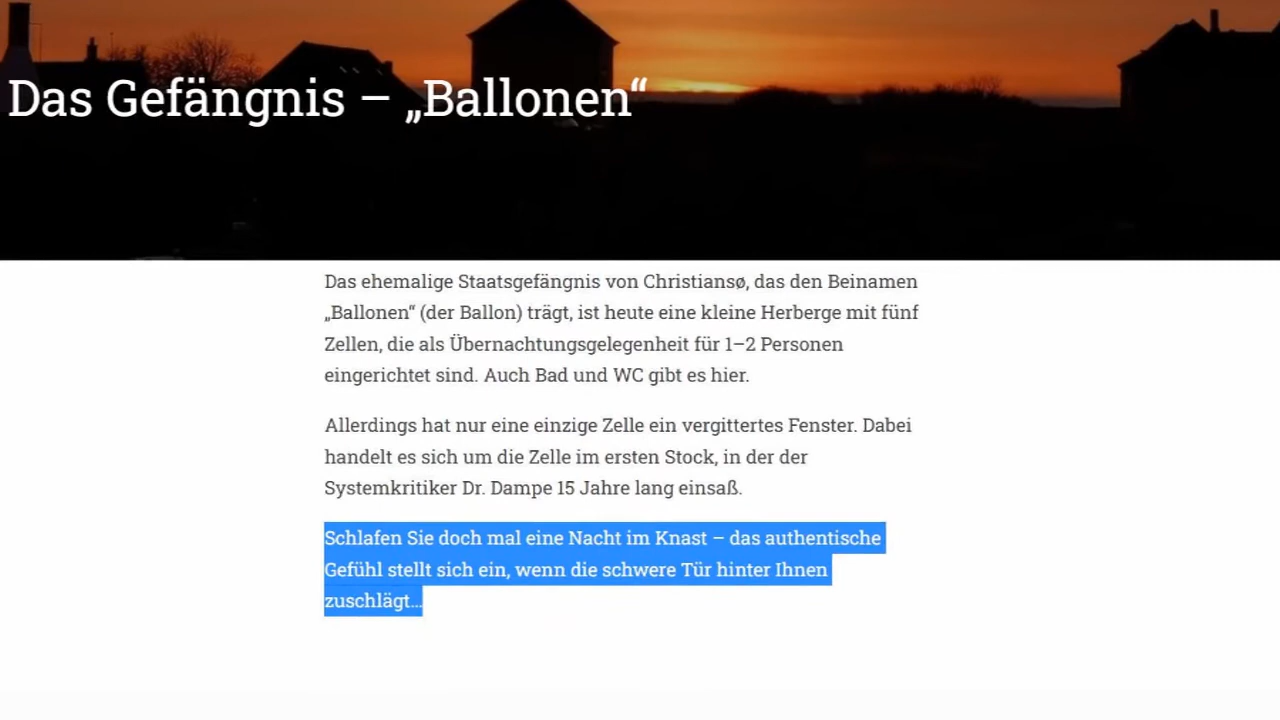 Das Gefängnis – „Ballonen“
Das ehemalige Staatsgefängnis von Christiansø, das den Beinamen
„Ballonen“ (der Ballon) trägt, ist heute eine kleine Herberge mit fünf
Zellen, die als Übernachtungsgelegenheit für 1–2 Personen
eingerichtet sind. Auch Bad und WC gibt es hier.
Allerdings hat nur eine einzige Zelle ein vergittertes Fenster. Dabei
handelt es sich um die Zelle im ersten Stock, in der der
Systemkritiker Dr. Dampe 15 Jahre lang einsaß.
Schlafen Sie doch mal eine Nacht im Knast – das authentische
Gefühl stellt sich ein, wenn die schwere Tür hinter Ihnen
zuschlägt…